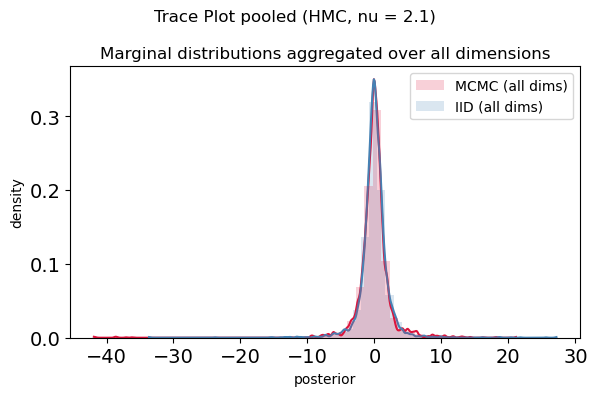 Trace Plot pooled (HMC, nu = 2.1)
Marginal distributions aggregated over all dimensions
MCMC (all dims)
IID (all dims)
density
0.3
0.2
0.1
0.0
−40
−30
−20
−10
0
10
20
30
posterior